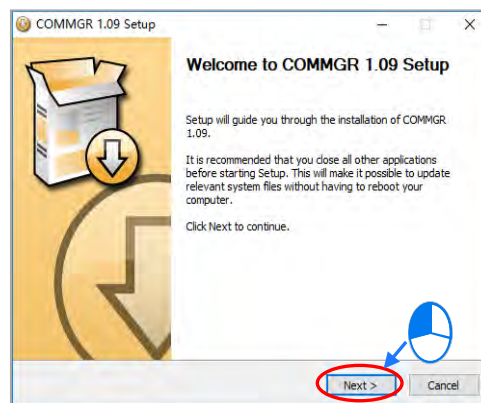 COMMGR 1.09 Setup
Welcome to COMMGR 1.09 Setup
Setup will guide you through the installation of COMMGR
1.09.
It is recommended that you close all other applications
before starting Setup. This will make it possible to update
relevant system files without having to reboot your
computer.
Click Next to continue.
Next >
Cancel